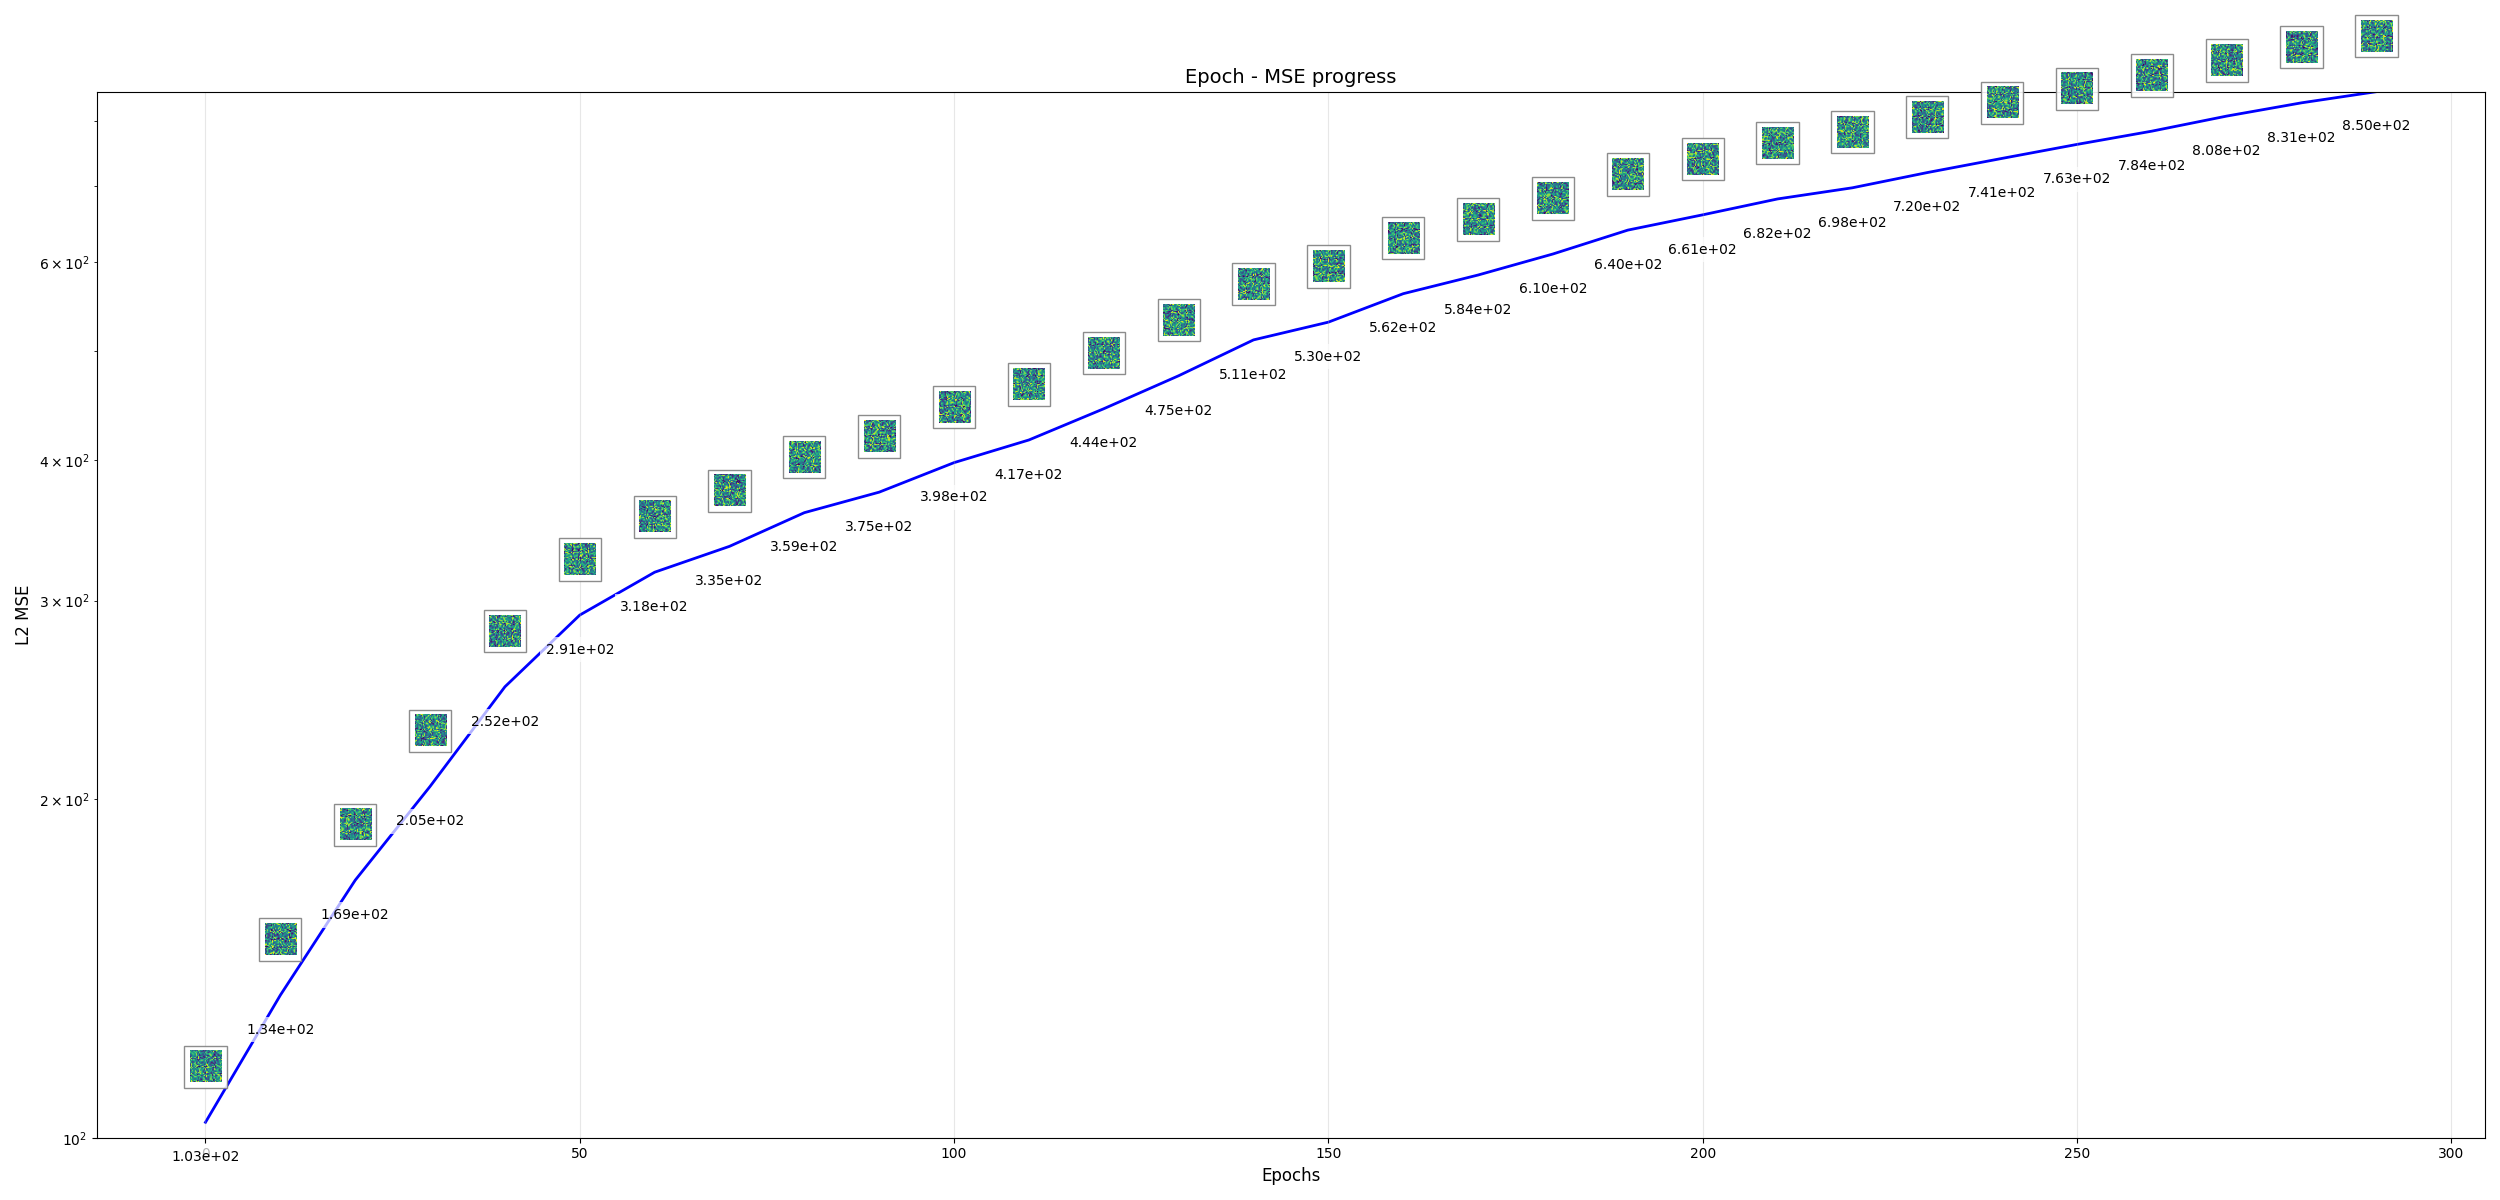 Epoch - MSE progress
L2 MSE
6 × 10²
4 × 10²
3 × 10²
2 × 10²
10²
1.03e+02
1.34e+02
1.69e+02
2.05e+02
2.52e+02
2.91e+02
3.18e+02
3.35e+02
3.59e+02
3.75e+02
3.98e+02
4.17e+02
4.44e+02
4.75e+02
5.11e+02
5.30e+02
5.62e+02
5.84e+02
6.10e+02
6.40e+02
6.61e+02
6.82e+02
6.98e+02
7.20e+02
7.41e+02
7.63e+02
7.84e+02
8.08e+02
8.31e+02
8.50e+02
50 100 150 200 250 300
Epochs